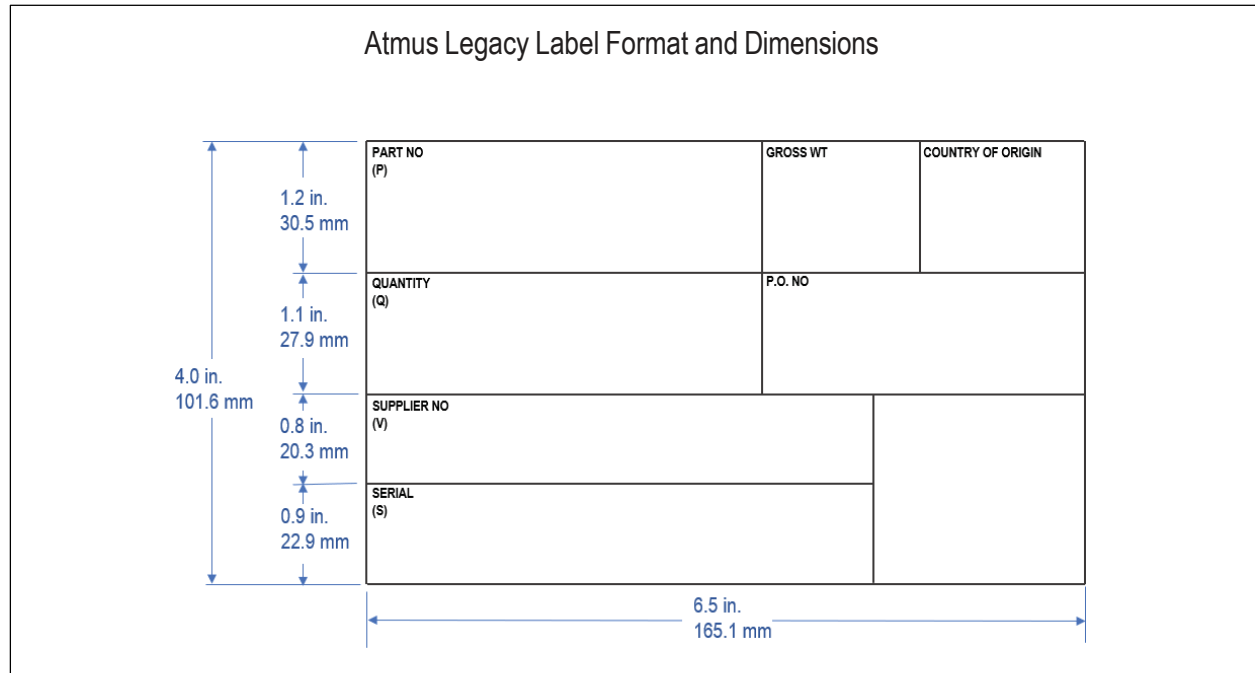 Atmus Legacy Label Format and Dimensions
PART NO
(P)
GROSS WT
COUNTRY OF ORIGIN
1.2 in.
30.5 mm
QUANTITY
(Q)
P.O. NO
1.1 in.
27.9 mm
4.0 in.
101.6 mm
SUPPLIER NO
(V)
0.8 in.
20.3 mm
SERIAL
(S)
0.9 in.
22.9 mm
6.5 in.
165.1 mm